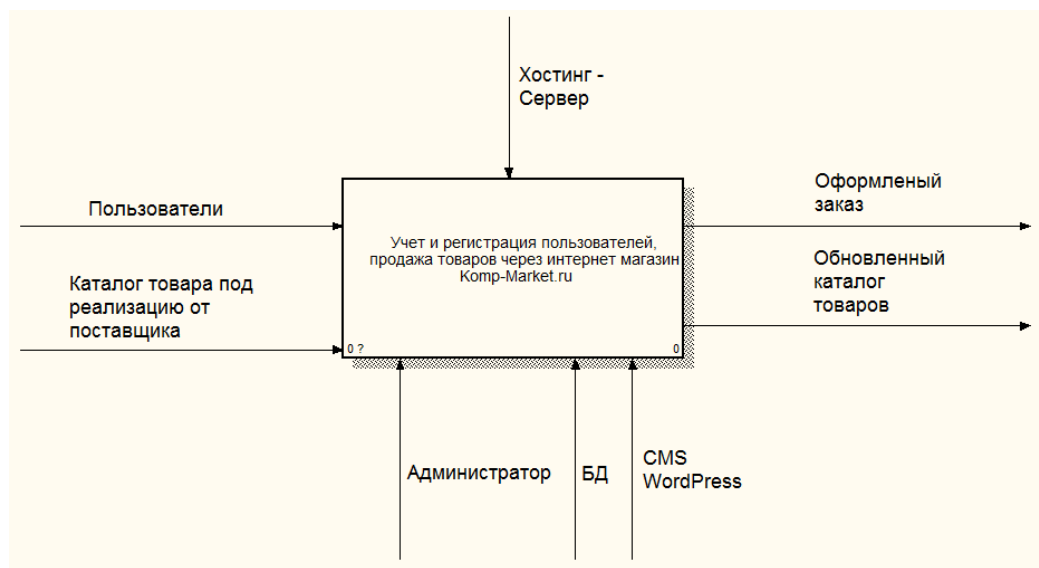 Хостинг -
Сервер
Пользователи
Каталог товара под
реализацию от
поставщика
Учет и регистрация пользователей,
продажа товаров через интернет магазин
Komp-Market.ru
0 ?
0
Оформленый
заказ
Обновленный
каталог
товаров
Администратор
БД
CMS
WordPress